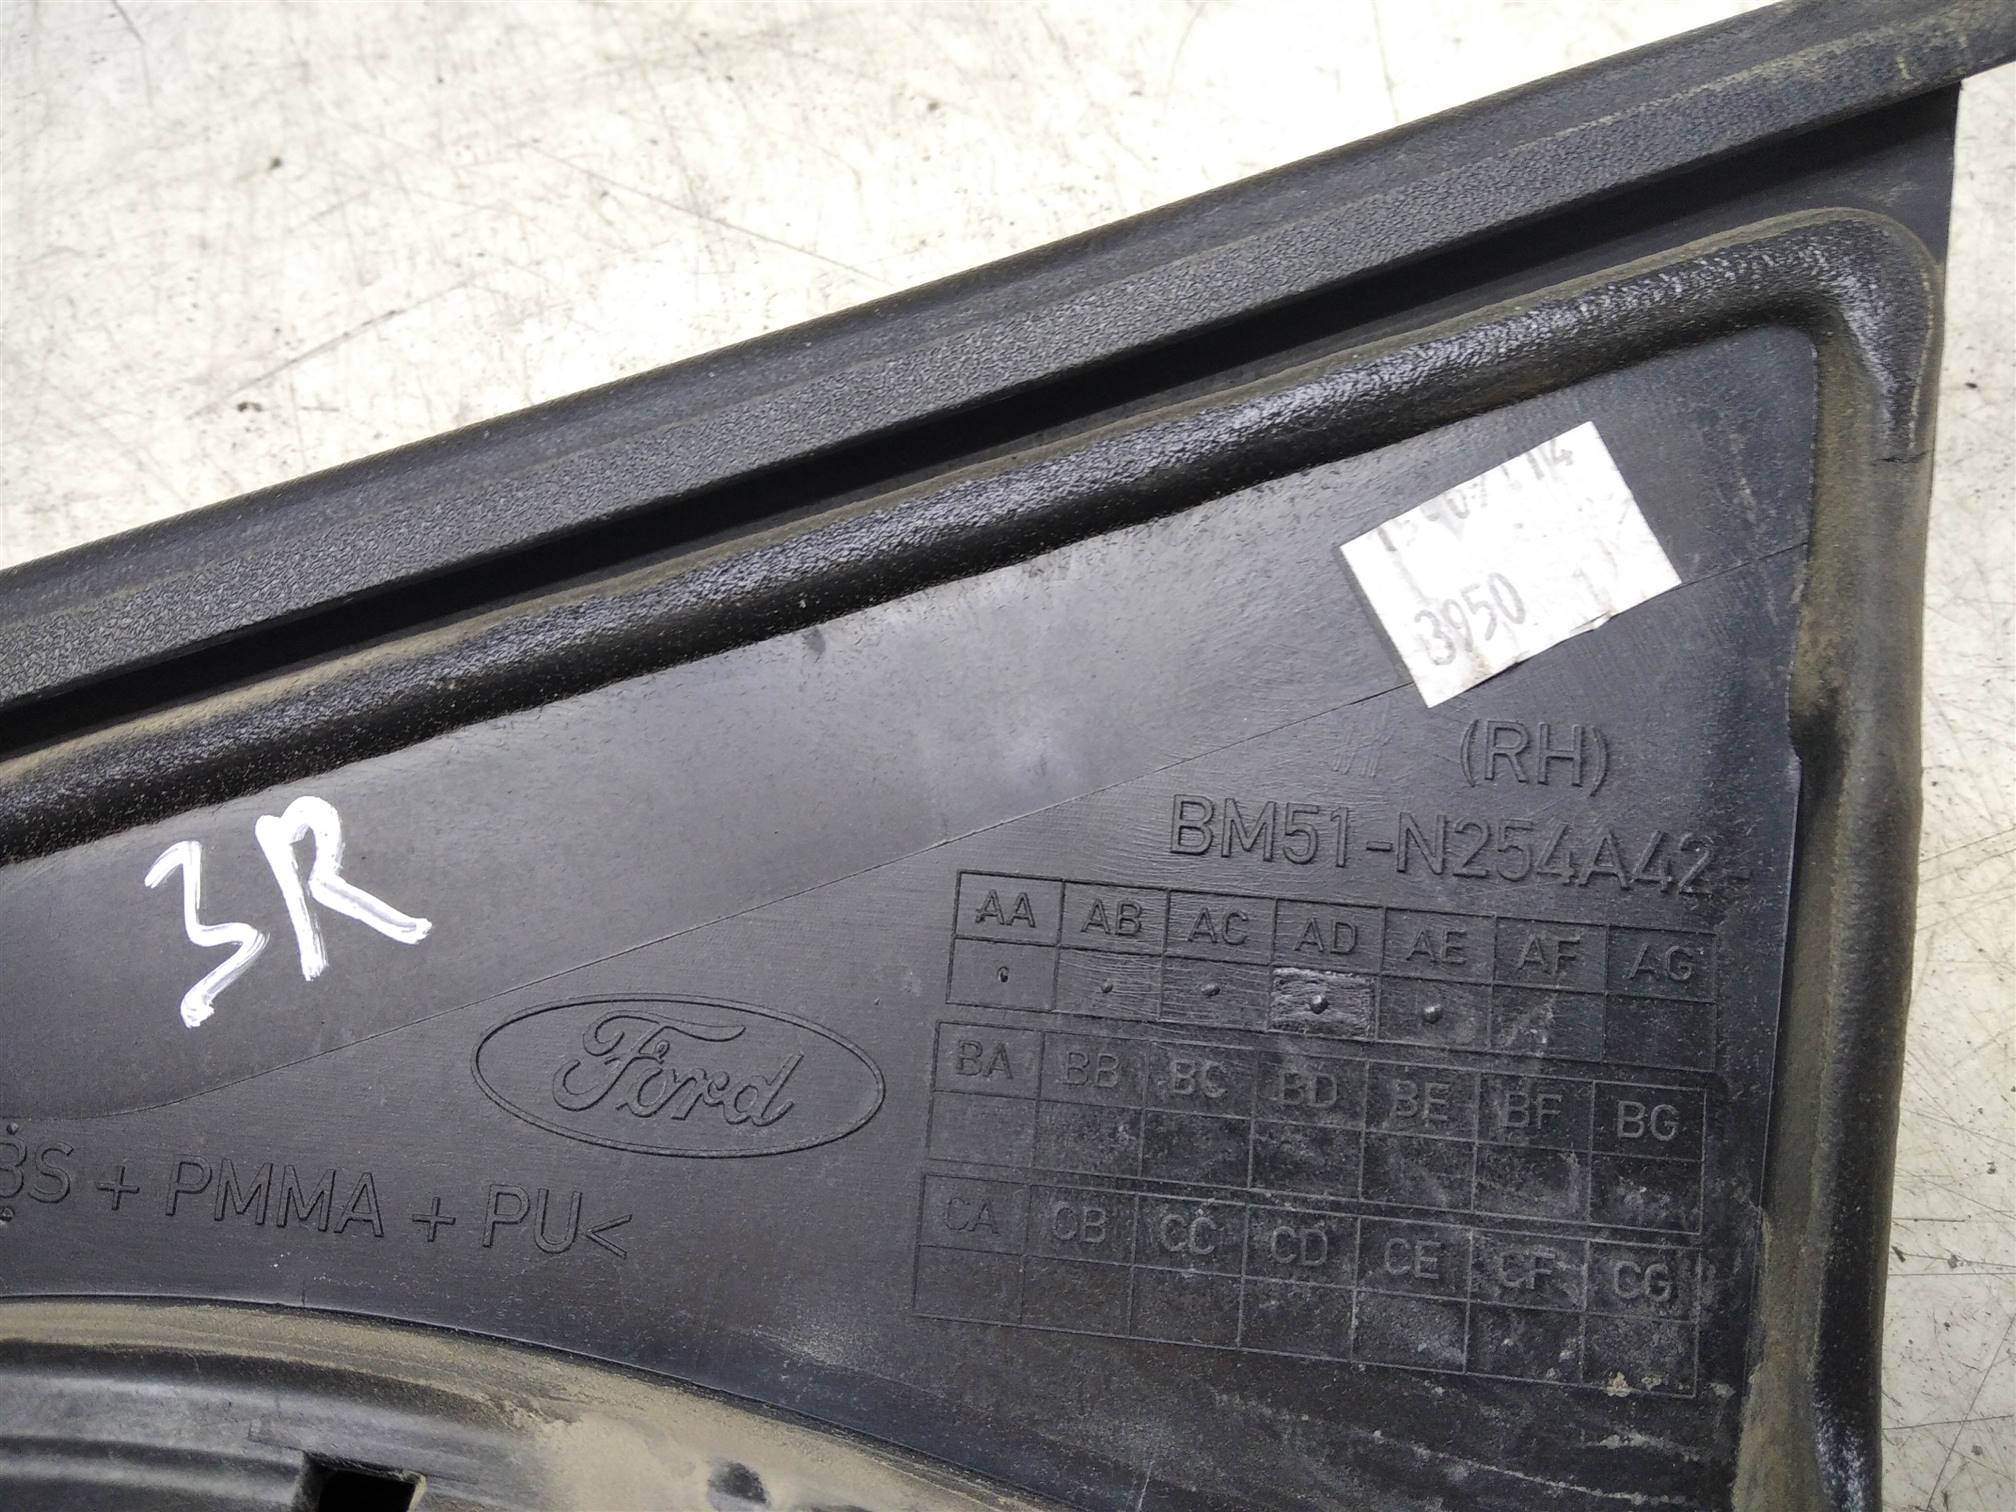 3950
(RH)
BM51-N254A42
3R
AA AB AC AD AE AF AG
Ford
BA BB BC BD BE BF BG
BS + PMMA + PU<
CA CB CC CD CE CF CG